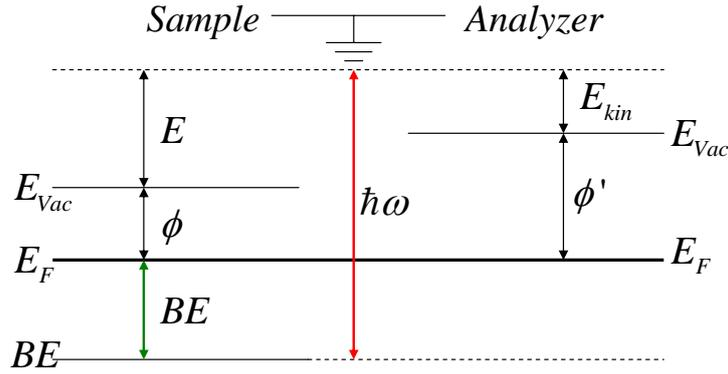 Sample Analyzer
E E_kin
E_Vac E_Vac
ϕ ħω ϕ'
E_F E_F
BE
BE